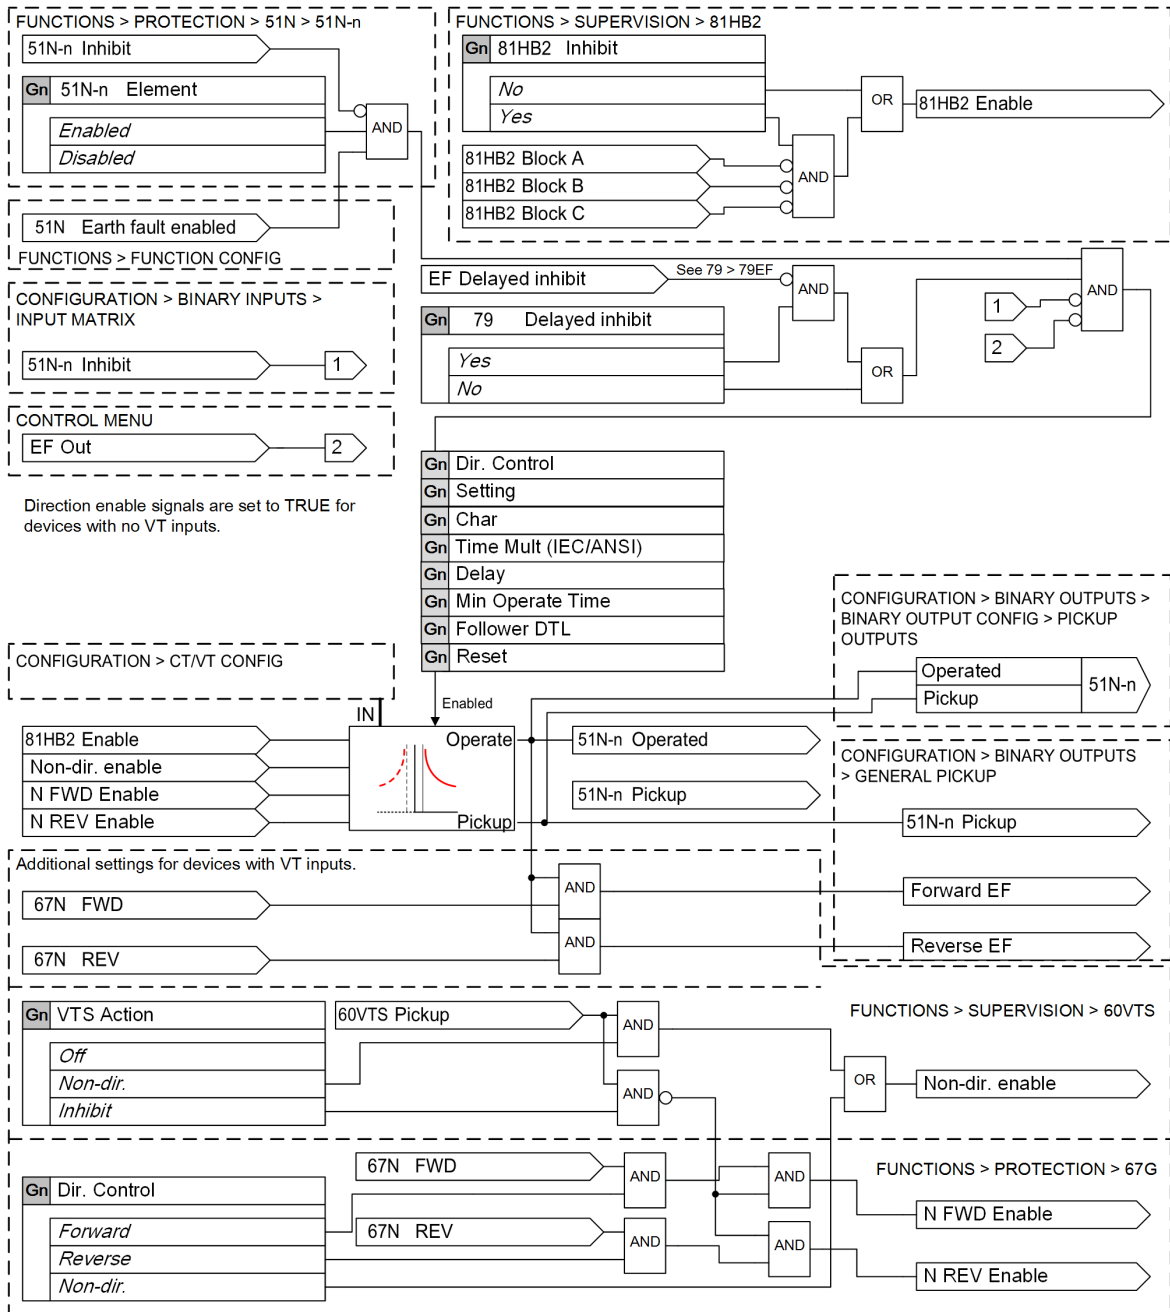 FUNCTIONS > PROTECTION > 51N > 51N-n
51N-n Inhibit
Gn 51N-n Element
Enabled
Disabled
AND
51N Earth fault enabled
FUNCTIONS > FUNCTION CONFIG
FUNCTIONS > SUPERVISION > 81HB2
Gn 81HB2 Inhibit
No
Yes
81HB2 Block A
81HB2 Block B
81HB2 Block C
AND
OR
81HB2 Enable
CONFIGURATION > BINARY INPUTS >
INPUT MATRIX
51N-n Inhibit
1
CONTROL MENU
EF Out
2
EF Delayed inhibit
See 79 > 79EF
AND
Gn 79 Delayed inhibit
Yes
No
OR
1
2
AND
Direction enable signals are set to TRUE for
devices with no VT inputs.
Gn Dir. Control
Gn Setting
Gn Char
Gn Time Mult (IEC/ANSI)
Gn Delay
Gn Min Operate Time
Gn Follower DTL
Gn Reset
Enabled
CONFIGURATION > CT/VT CONFIG
IN
81HB2 Enable
Non-dir. enable
N FWD Enable
N REV Enable
Operate
Pickup
51N-n Operated
51N-n Pickup
CONFIGURATION > BINARY OUTPUTS >
BINARY OUTPUT CONFIG > PICKUP
OUTPUTS
Operated
Pickup
51N-n
CONFIGURATION > BINARY OUTPUTS
> GENERAL PICKUP
51N-n Pickup
Forward EF
Reverse EF
Additional settings for devices with VT inputs.
67N FWD
67N REV
AND
AND
Gn VTS Action
Off
Non-dir.
Inhibit
60VTS Pickup
AND
AND
OR
FUNCTIONS > SUPERVISION > 60VTS
Non-dir. enable
Gn Dir. Control
Forward
Reverse
Non-dir.
67N FWD
67N REV
AND
AND
AND
AND
FUNCTIONS > PROTECTION > 67G
N FWD Enable
N REV Enable